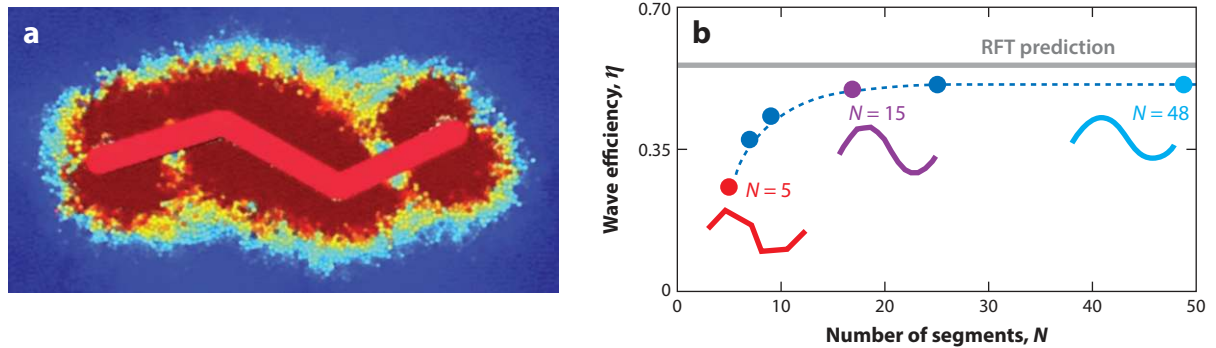 a
b
0.70
0.35
0
Wave efficiency, η
RFT prediction
N = 15
N = 48
N = 5
0
10
20
30
40
50
Number of segments, N